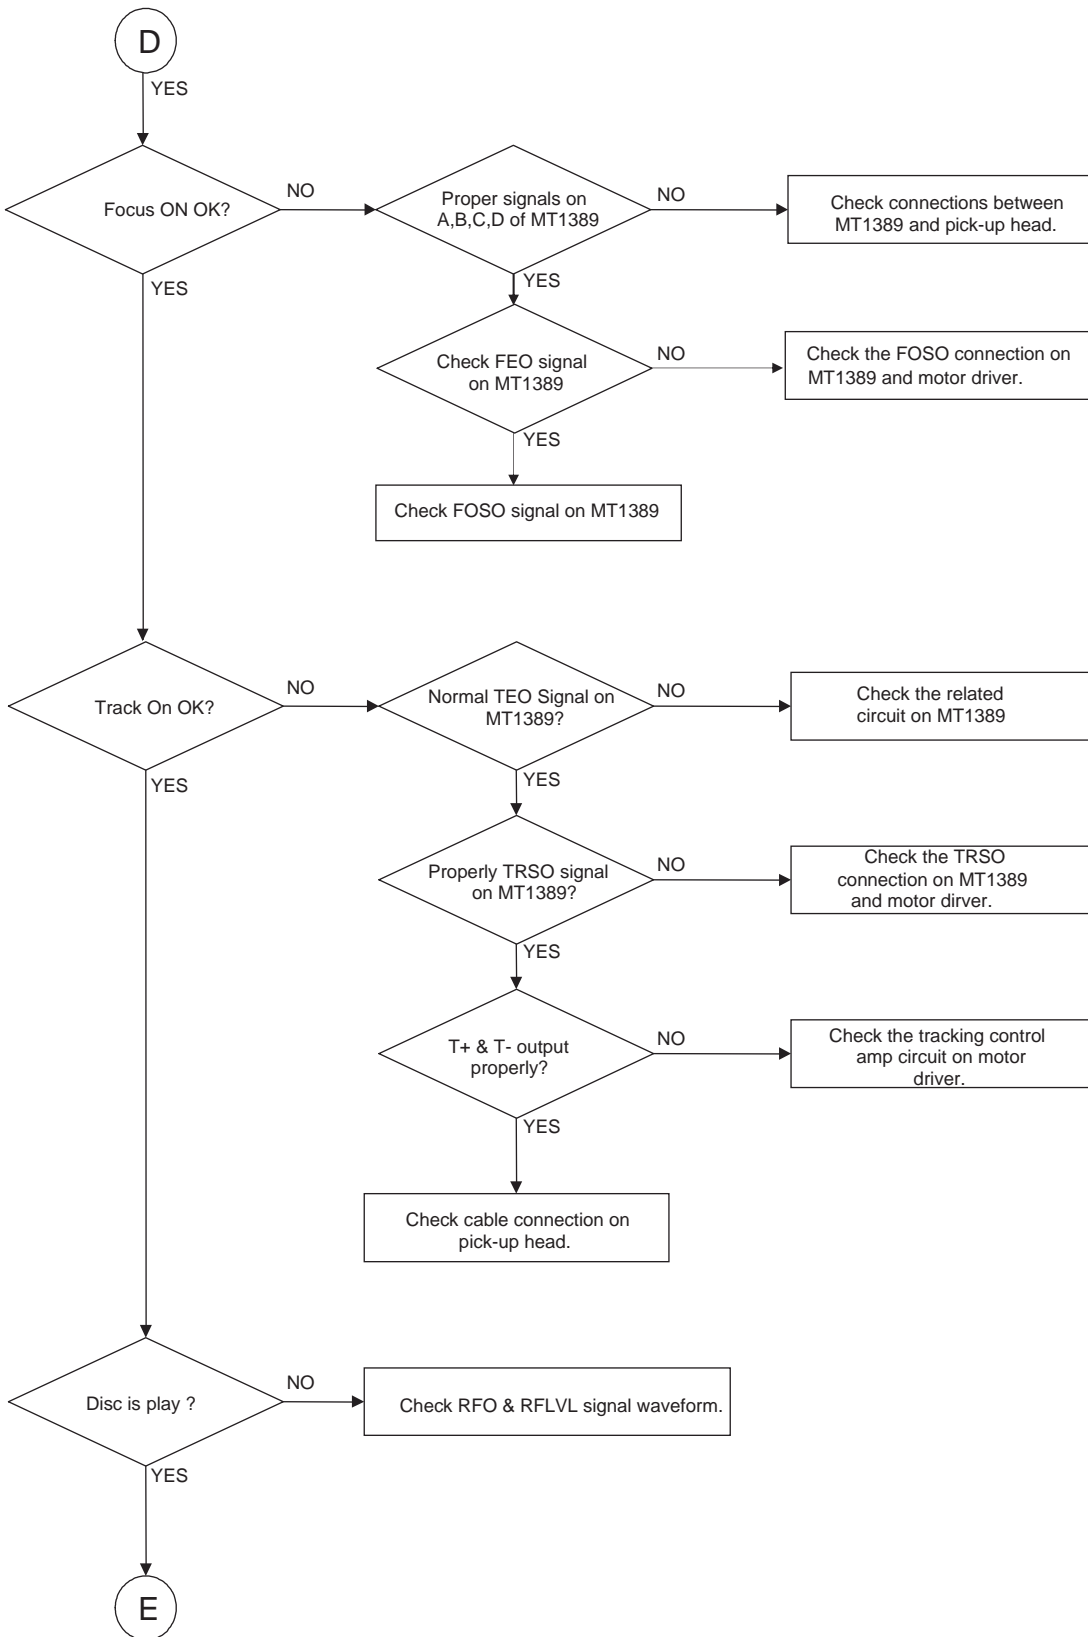 D
YES
Focus ON OK?
NO
Proper signals on
A,B,C,D of MT1389
NO
Check connections between
MT1389 and pick-up head.
YES
YES
Check FEO signal
on MT1389
NO
Check the FOSO connection on
MT1389 and motor driver.
YES
Check FOSO signal on MT1389
Track On OK?
NO
Normal TEO Signal on
MT1389?
NO
Check the related
circuit on MT1389
YES
YES
Properly TRSO signal
on MT1389?
NO
Check the TRSO
connection on MT1389
and motor dirver.
YES
T+ & T- output
properly?
NO
Check the tracking control
amp circuit on motor
driver.
YES
Check cable connection on
pick-up head.
Disc is play ?
NO
Check RFO & RFLVL signal waveform.
YES
E